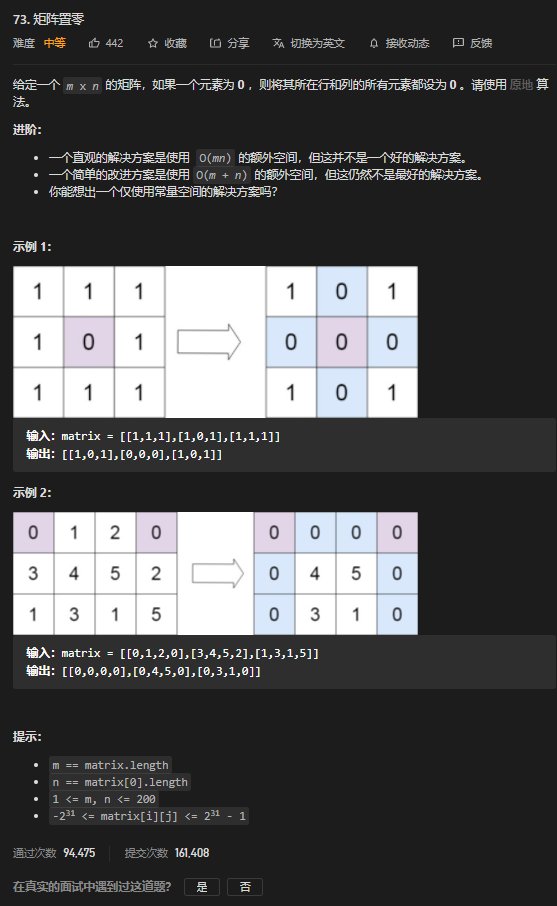 73. 矩阵置零
难度 中等 442 收藏 分享 切换为英文 接收动态 反馈
给定一个 m x n 的矩阵，如果一个元素为 0 ，则将其所在行和列的所有元素都设为 0 。请使用 原地 算
法。
进阶：
• 一个直观的解决方案是使用 O(mn) 的额外空间，但这并不是一个好的解决方案。
• 一个简单的改进方案是使用 O(m + n) 的额外空间，但这仍然不是最好的解决方案。
• 你能想出一个仅使用常量空间的解决方案吗？
示例 1：
1 1 1 1 0 1
1 0 1 0 0 0
1 1 1 1 0 1
输入：matrix = [[1,1,1],[1,0,1],[1,1,1]]
输出：[[1,0,1],[0,0,0],[1,0,1]]
示例 2：
0 1 2 0 0 0 0 0
3 4 5 2 0 4 5 0
1 3 1 5 0 3 1 0
输入：matrix = [[0,1,2,0],[3,4,5,2],[1,3,1,5]]
输出：[[0,0,0,0],[0,4,5,0],[0,3,1,0]]
提示：
• m == matrix.length
• n == matrix[0].length
• 1 <= m, n <= 200
• -2³¹ <= matrix[i][j] <= 2³¹ - 1
通过次数 94,475 提交次数 161,408
在真实的面试中遇到过这道题？ 是 否